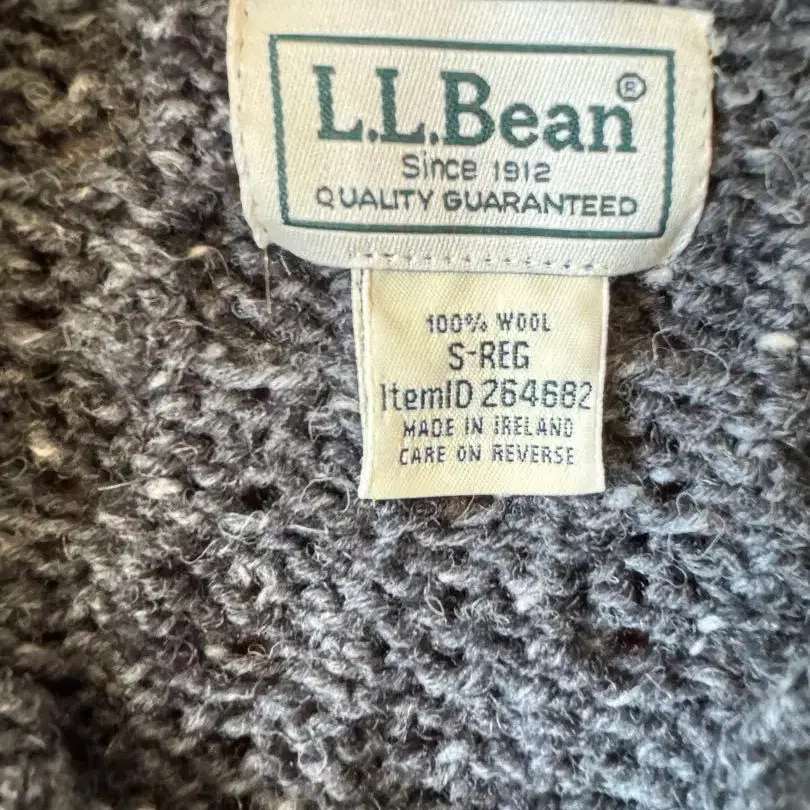 L.L.Bean®
Since 1912
QUALITY GUARANTEED
100% WOOL
S-REG
ItemID 264682
MADE IN IRELAND
CARE ON REVERSE